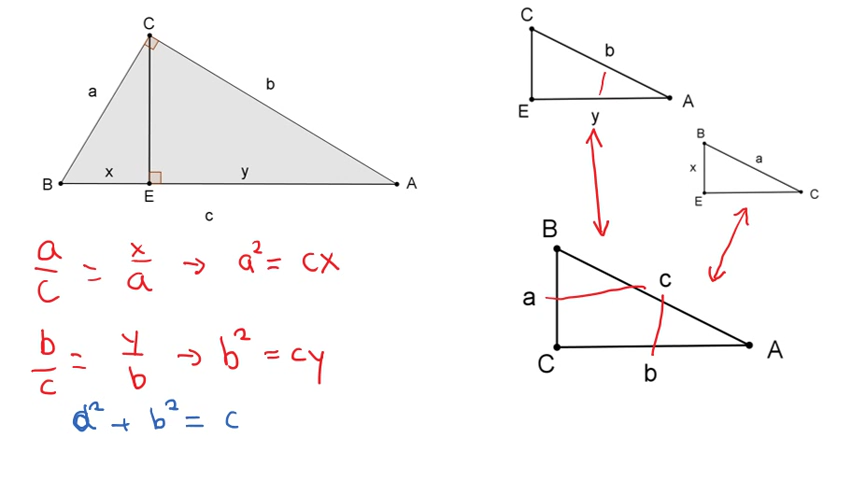 C
a
b
x
y
B
E
A
c
a/c = x/a → a² = cx
b/c = y/b → b² = cy
a² + b² = c
C
b
E
y
A
B
x
a
E
C
B
a
c
C
b
A